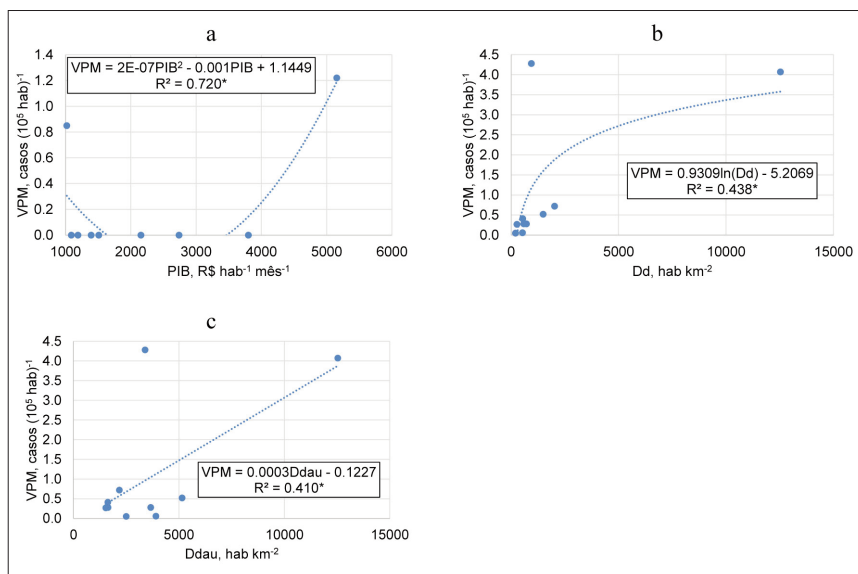 a
VPM = 2E-07PIB² - 0.001PIB + 1.1449
R² = 0.720*
1.4
1.2
1.0
0.8
0.6
0.4
0.2
0.0
1000 2000 3000 4000 5000 6000
VPM, casos (10⁵ hab)⁻¹
PIB, R$ hab⁻¹ mês⁻¹
b
4.5
4.0
3.5
3.0
2.5
2.0
1.5
1.0
0.5
0.0
VPM = 0.9309ln(Dd) - 5.2069
R² = 0.438*
0 5000 10000 15000
VPM, casos (10⁵ hab)⁻¹
Dd, hab km⁻²
c
4.5
4.0
3.5
3.0
2.5
2.0
1.5
1.0
0.5
0.0
VPM = 0.0003Ddau - 0.1227
R² = 0.410*
0 5000 10000 15000
VPM, casos (10⁵ hab)⁻¹
Ddau, hab km⁻²